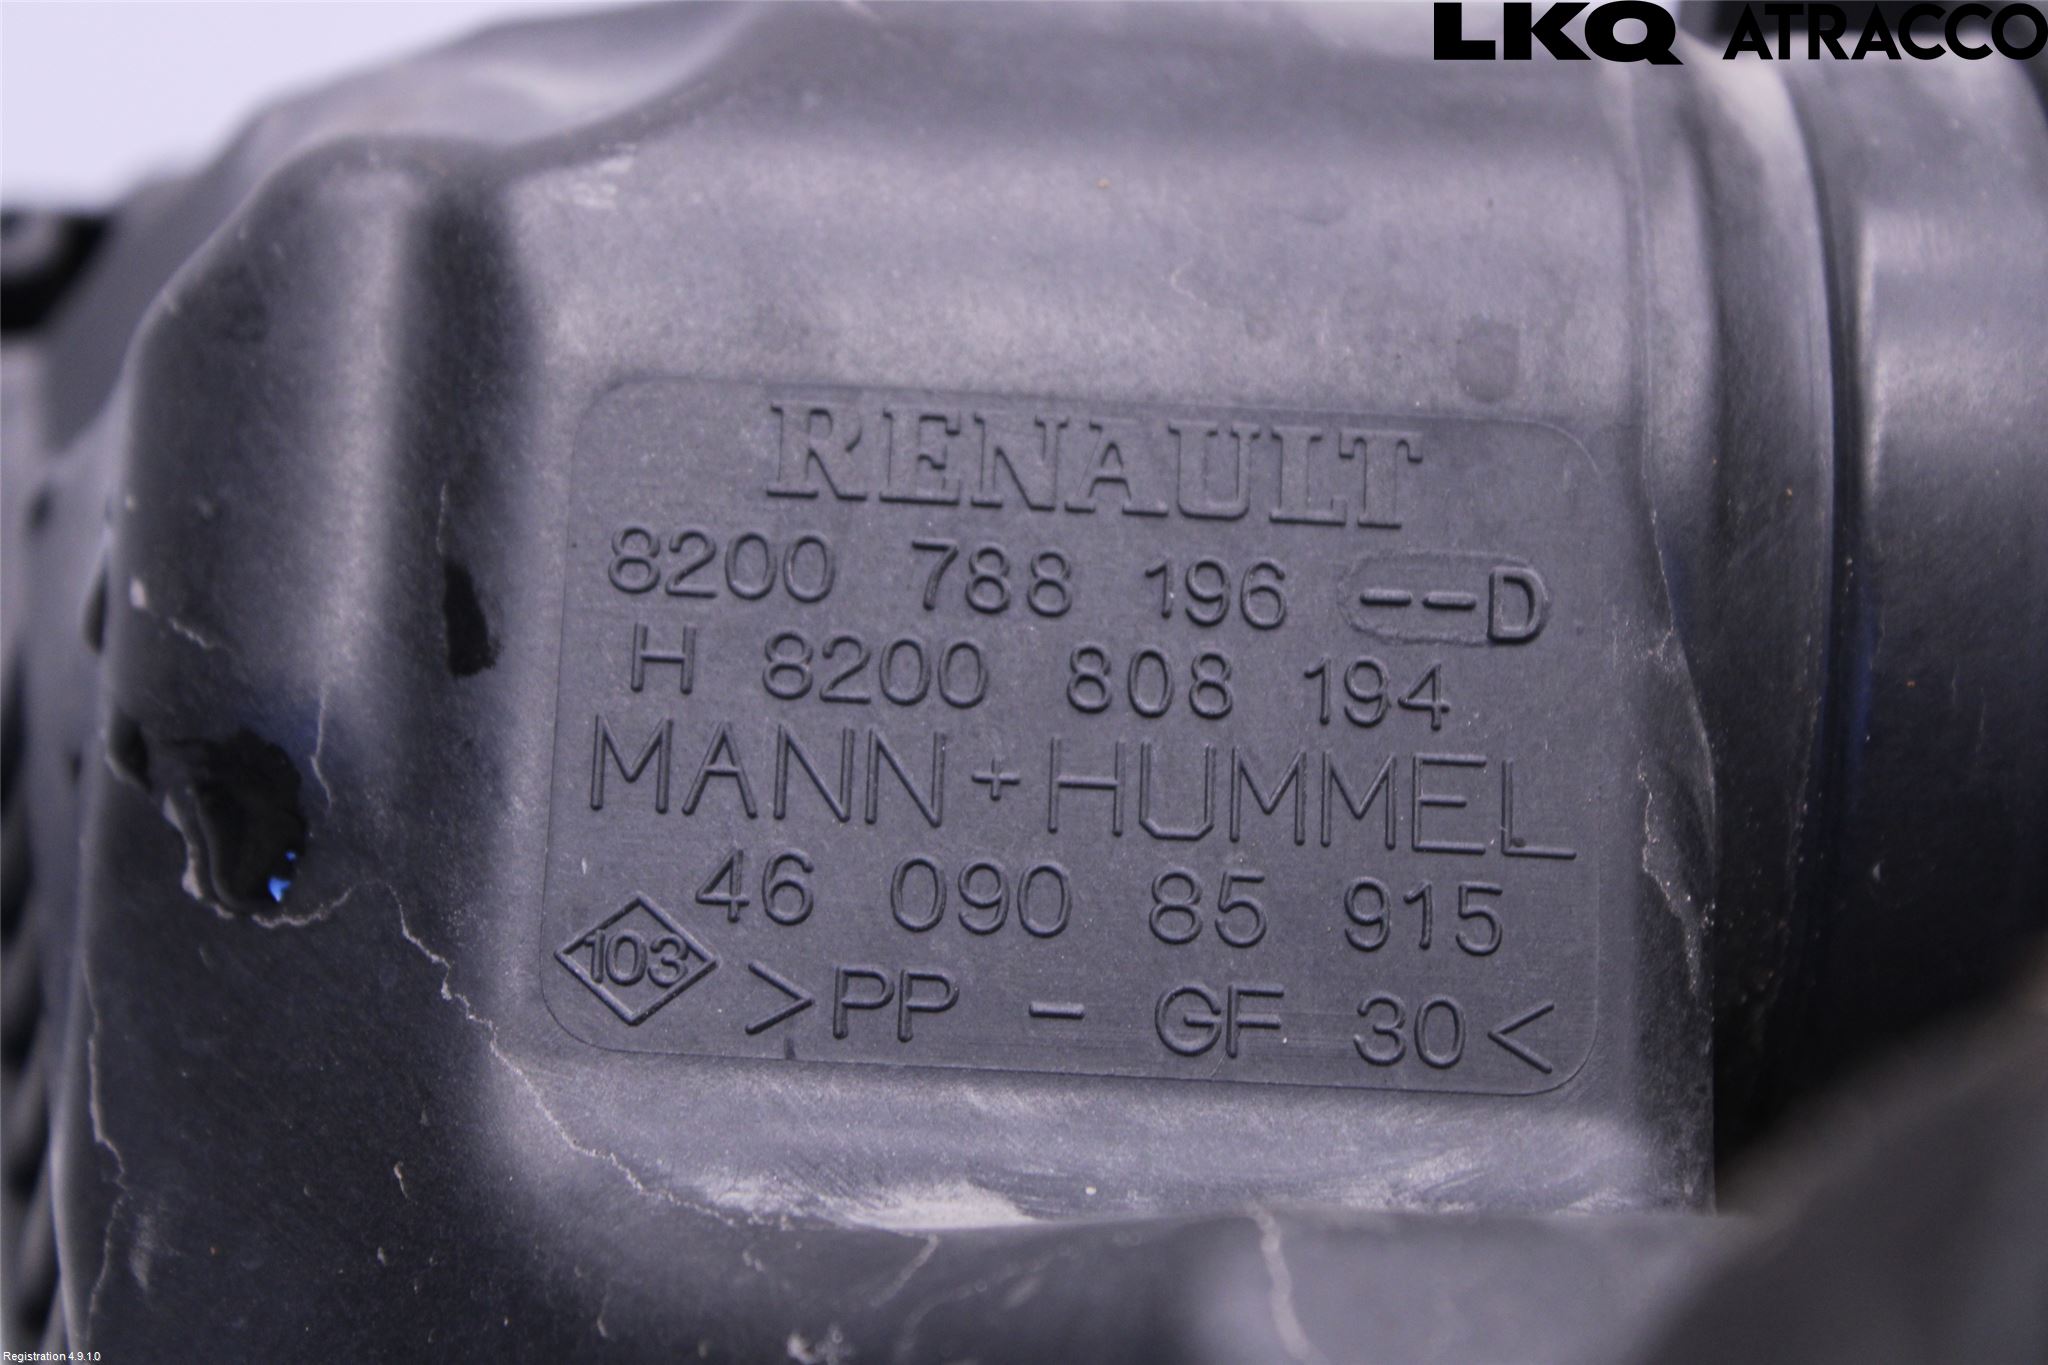 LKQ ATRACCO
RENAULT
8200 788 196 --D
H 8200 808 194
MANN+HUMMEL
46 090 85 915
103 >PP - GF 30<
Registration 4.9.1.0